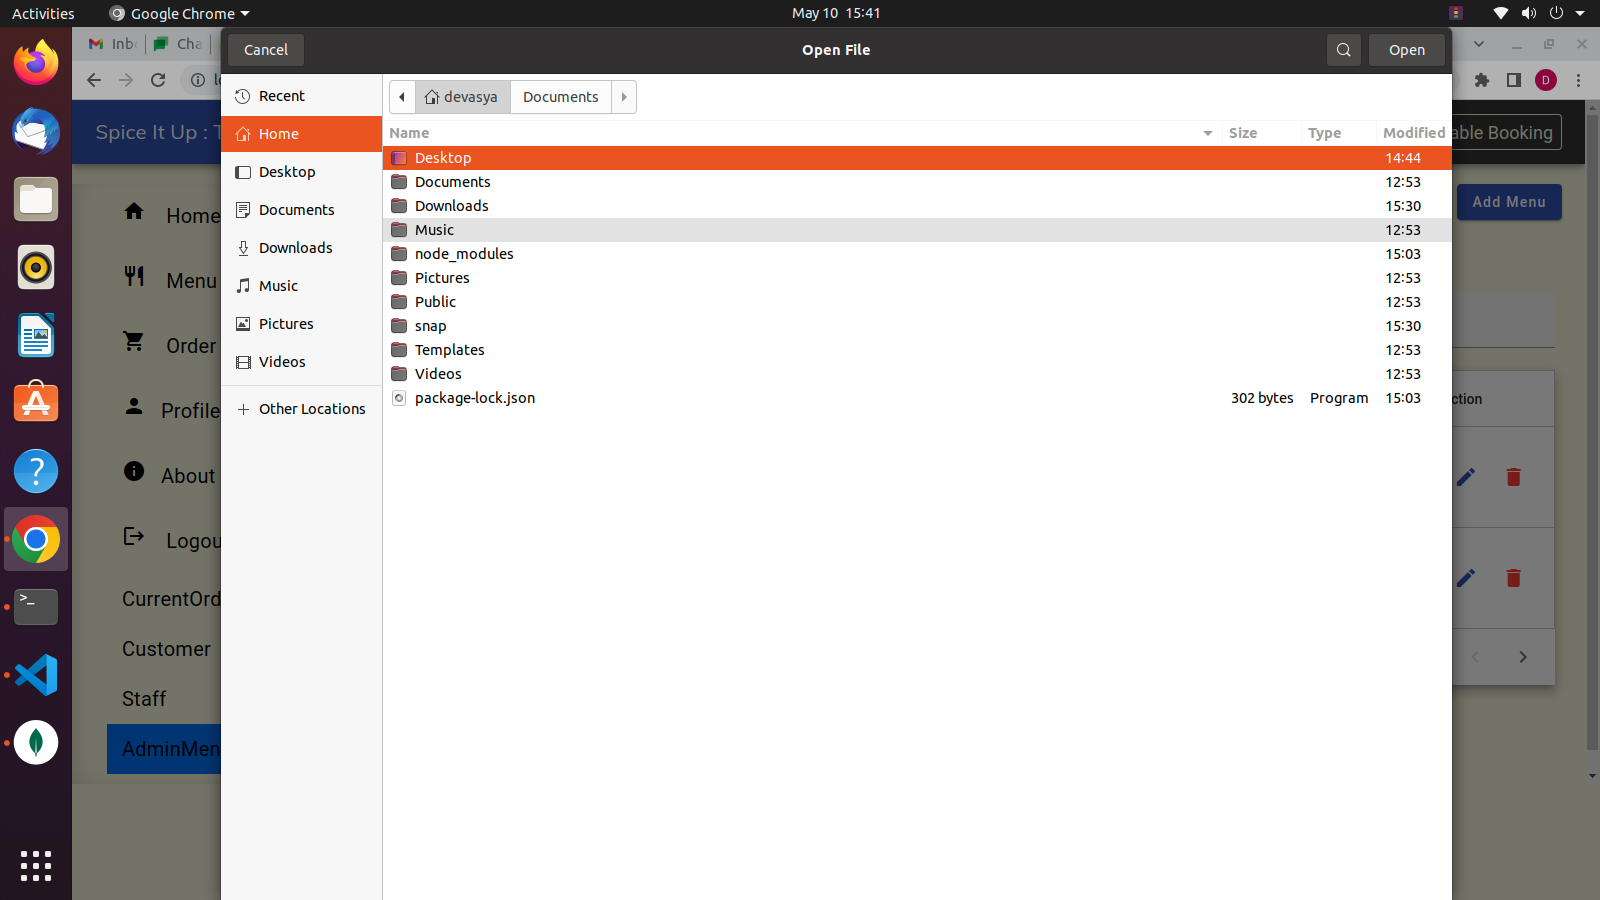 Activities
Google Chrome
May 10 15:41
Inb
Cha
Cancel
Open File
Open
D
Spice It Up : T
able Booking
Add Menu
Home
Menu
Order
Profile
About
Logou
CurrentOrd
Customer
Staff
AdminMen
Recent
Home
Desktop
Documents
Downloads
Music
Pictures
Videos
Other Locations
devasya
Documents
Name Size Type Modified
Desktop 14:44
Documents 12:53
Downloads 15:30
Music 12:53
node_modules 15:03
Pictures 12:53
Public 12:53
snap 15:30
Templates 12:53
Videos 12:53
package-lock.json 302 bytes Program 15:03
ction